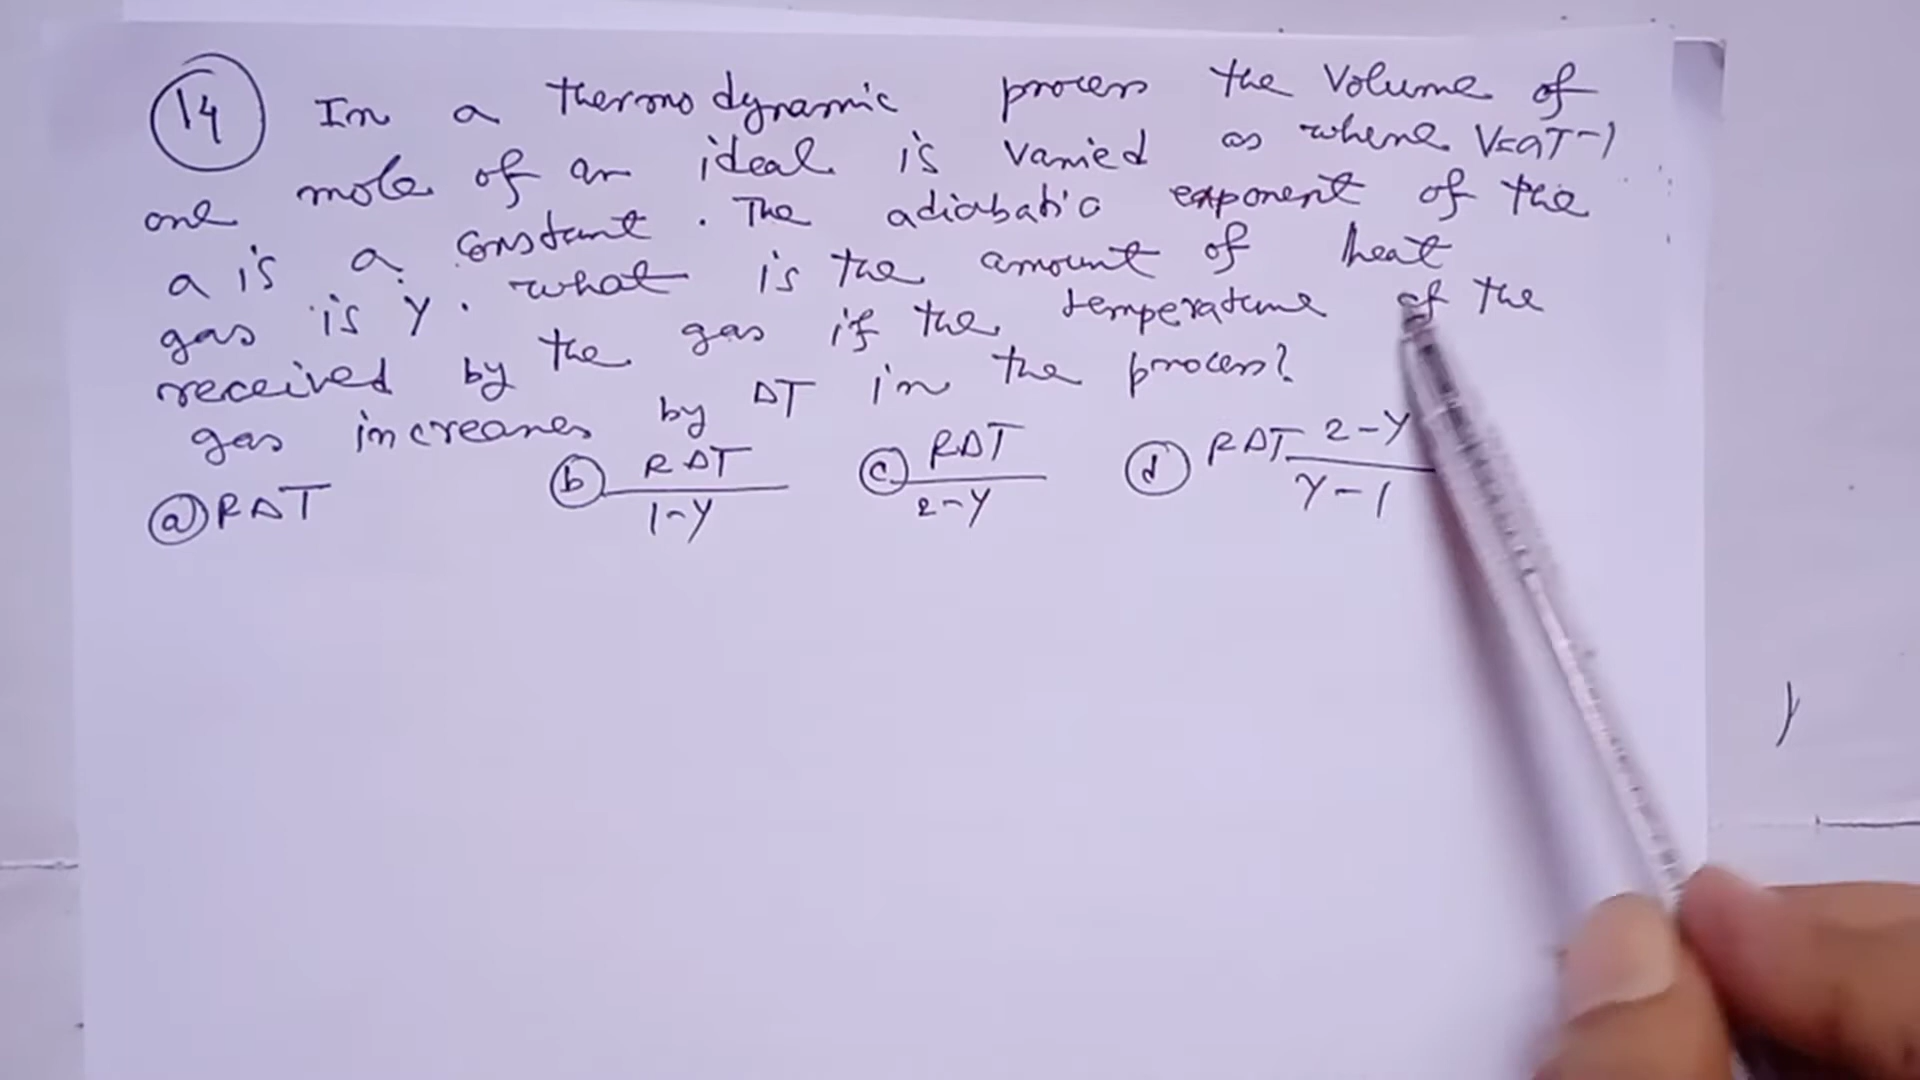 14 In a thermodynamic process the volume of
one mole of an ideal is varied as where V=aT-1
a is a constant. The adiabatic exponent of the
gas is γ. what is the amount of heat
received by the gas if the temperature of the
gas increases by ΔT in the process?
(a) RΔT (b) RΔT/1-γ (c) RΔT/2-γ (d) RΔT 2-γ/γ-1